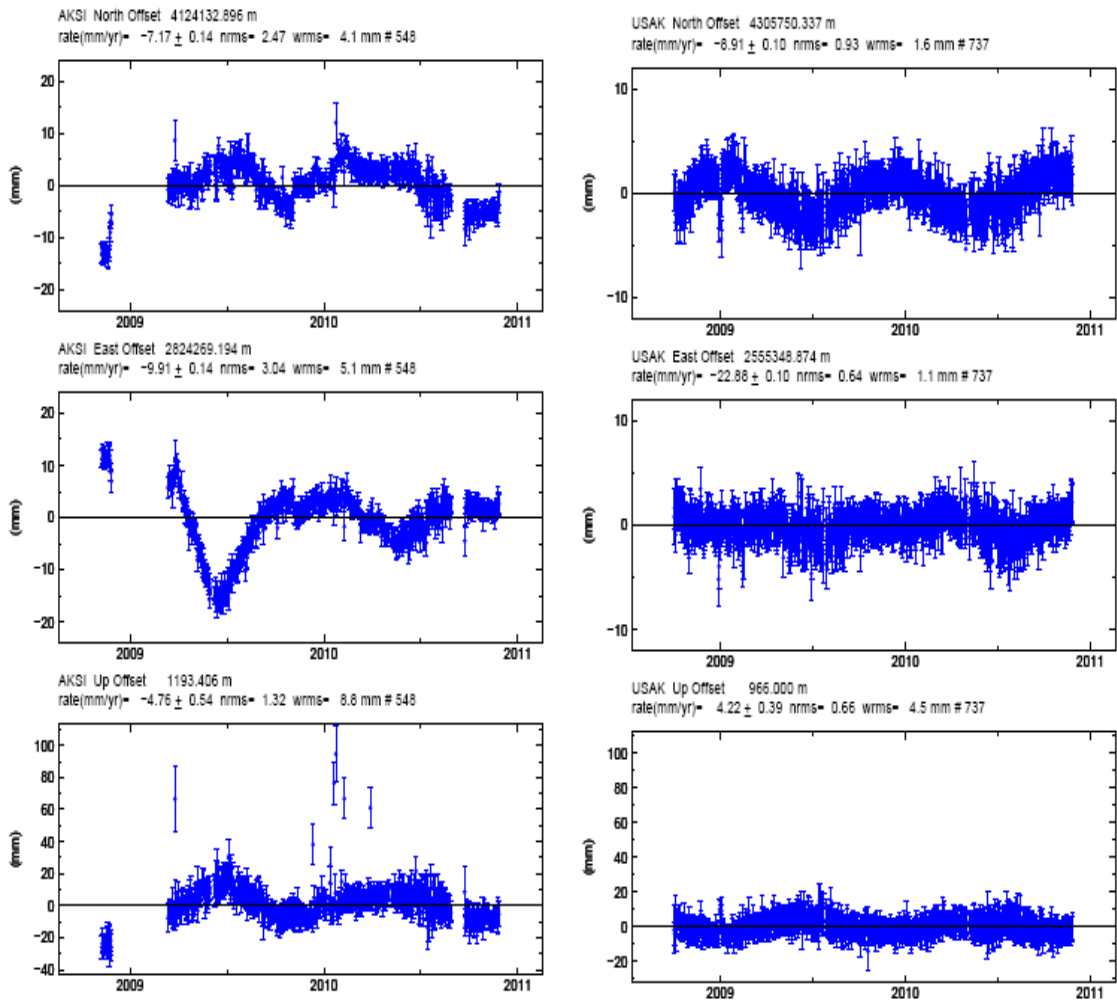 AKSI North Offset 4124132.896 m
rate(mm/yr)= −7.17 ± 0.14 nrms= 2.47 wrms= 4.1 mm # 548
20
10
0
−10
−20
(mm)
2009 2010 2011
AKSI East Offset 2824269.194 m
rate(mm/yr)= −9.91 ± 0.14 nrms= 3.04 wrms= 5.1 mm # 548
20
10
0
−10
−20
(mm)
2009 2010 2011
AKSI Up Offset 1193.406 m
rate(mm/yr)= −4.76 ± 0.54 nrms= 1.32 wrms= 8.8 mm # 548
100
80
60
40
20
0
−20
−40
(mm)
2009 2010 2011
USAK North Offset 4305750.337 m
rate(mm/yr)= −8.91 ± 0.10 nrms= 0.93 wrms= 1.6 mm # 737
10
0
−10
(mm)
2009 2010 2011
USAK East Offset 2555348.874 m
rate(mm/yr)= −22.88 ± 0.10 nrms= 0.64 wrms= 1.1 mm # 737
10
0
−10
(mm)
2009 2010 2011
USAK Up Offset 966.000 m
rate(mm/yr)= 4.22 ± 0.39 nrms= 0.66 wrms= 4.5 mm # 737
100
80
60
40
20
0
−20
(mm)
2009 2010 2011